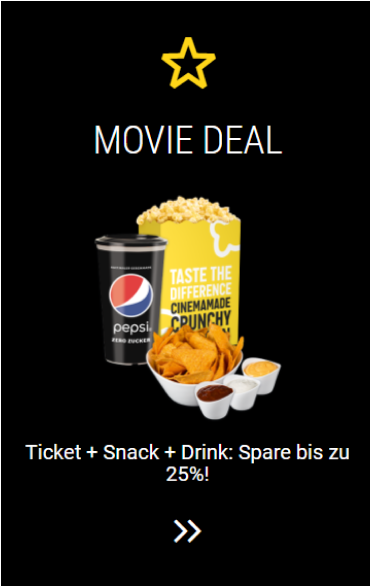 MOVIE DEAL
TASTE THE
DIFFERENCE
CINEMAMADE
CRUNCHY
pepsi
ZERO ZUCKER
Ticket + Snack + Drink: Spare bis zu
25%!